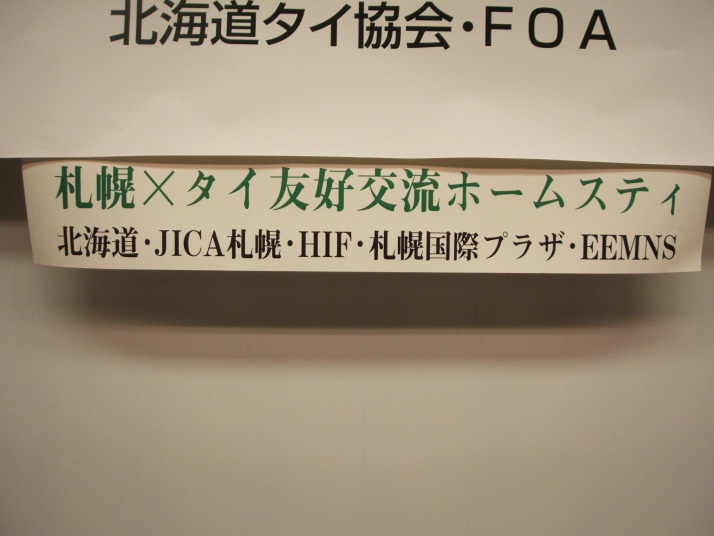 北海道タイ協会・ＦＯＡ
札幌×タイ友好交流ホームスティ
北海道・JICA札幌・HIF・札幌国際プラザ・EEMNS